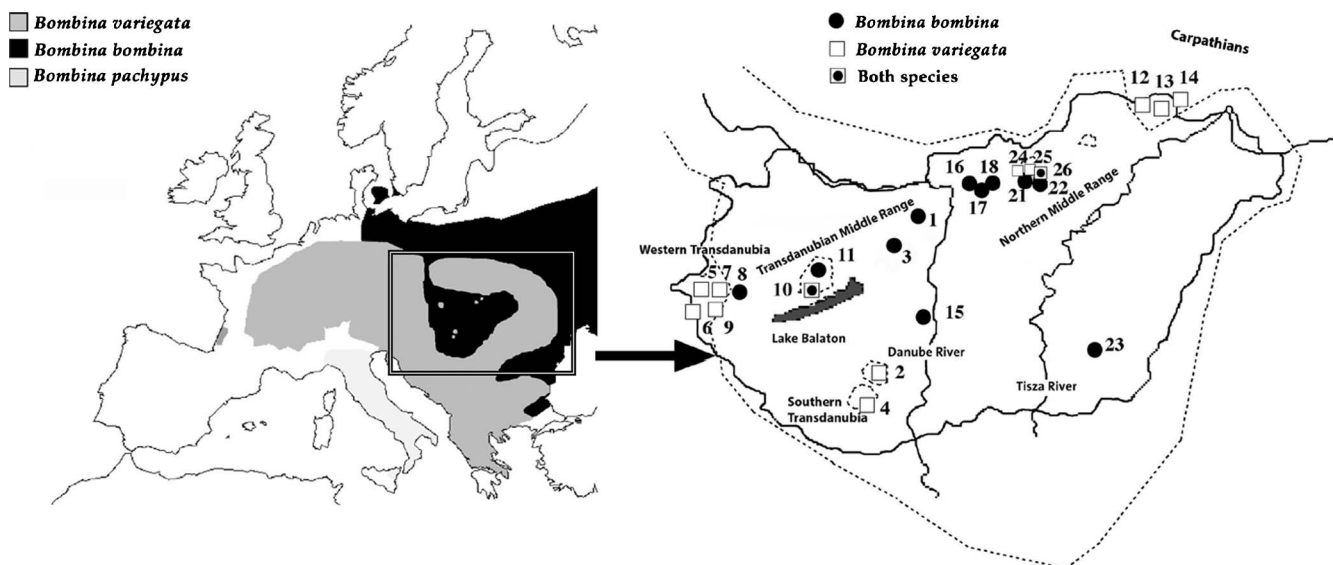 Bombina variegata
Bombina bombina
Bombina pachypus
Bombina bombina
Bombina variegata
Both species
Carpathians
12 13 14
24 25
26
16 18
17
21 22
Northern Middle Range
1
Transdanubian Middle Range
3
Western Transdanubia
5 7 8
11
10
6 9
Lake Balaton
15
Danube River
23
2
Tisza River
4
Southern
Transdanubia